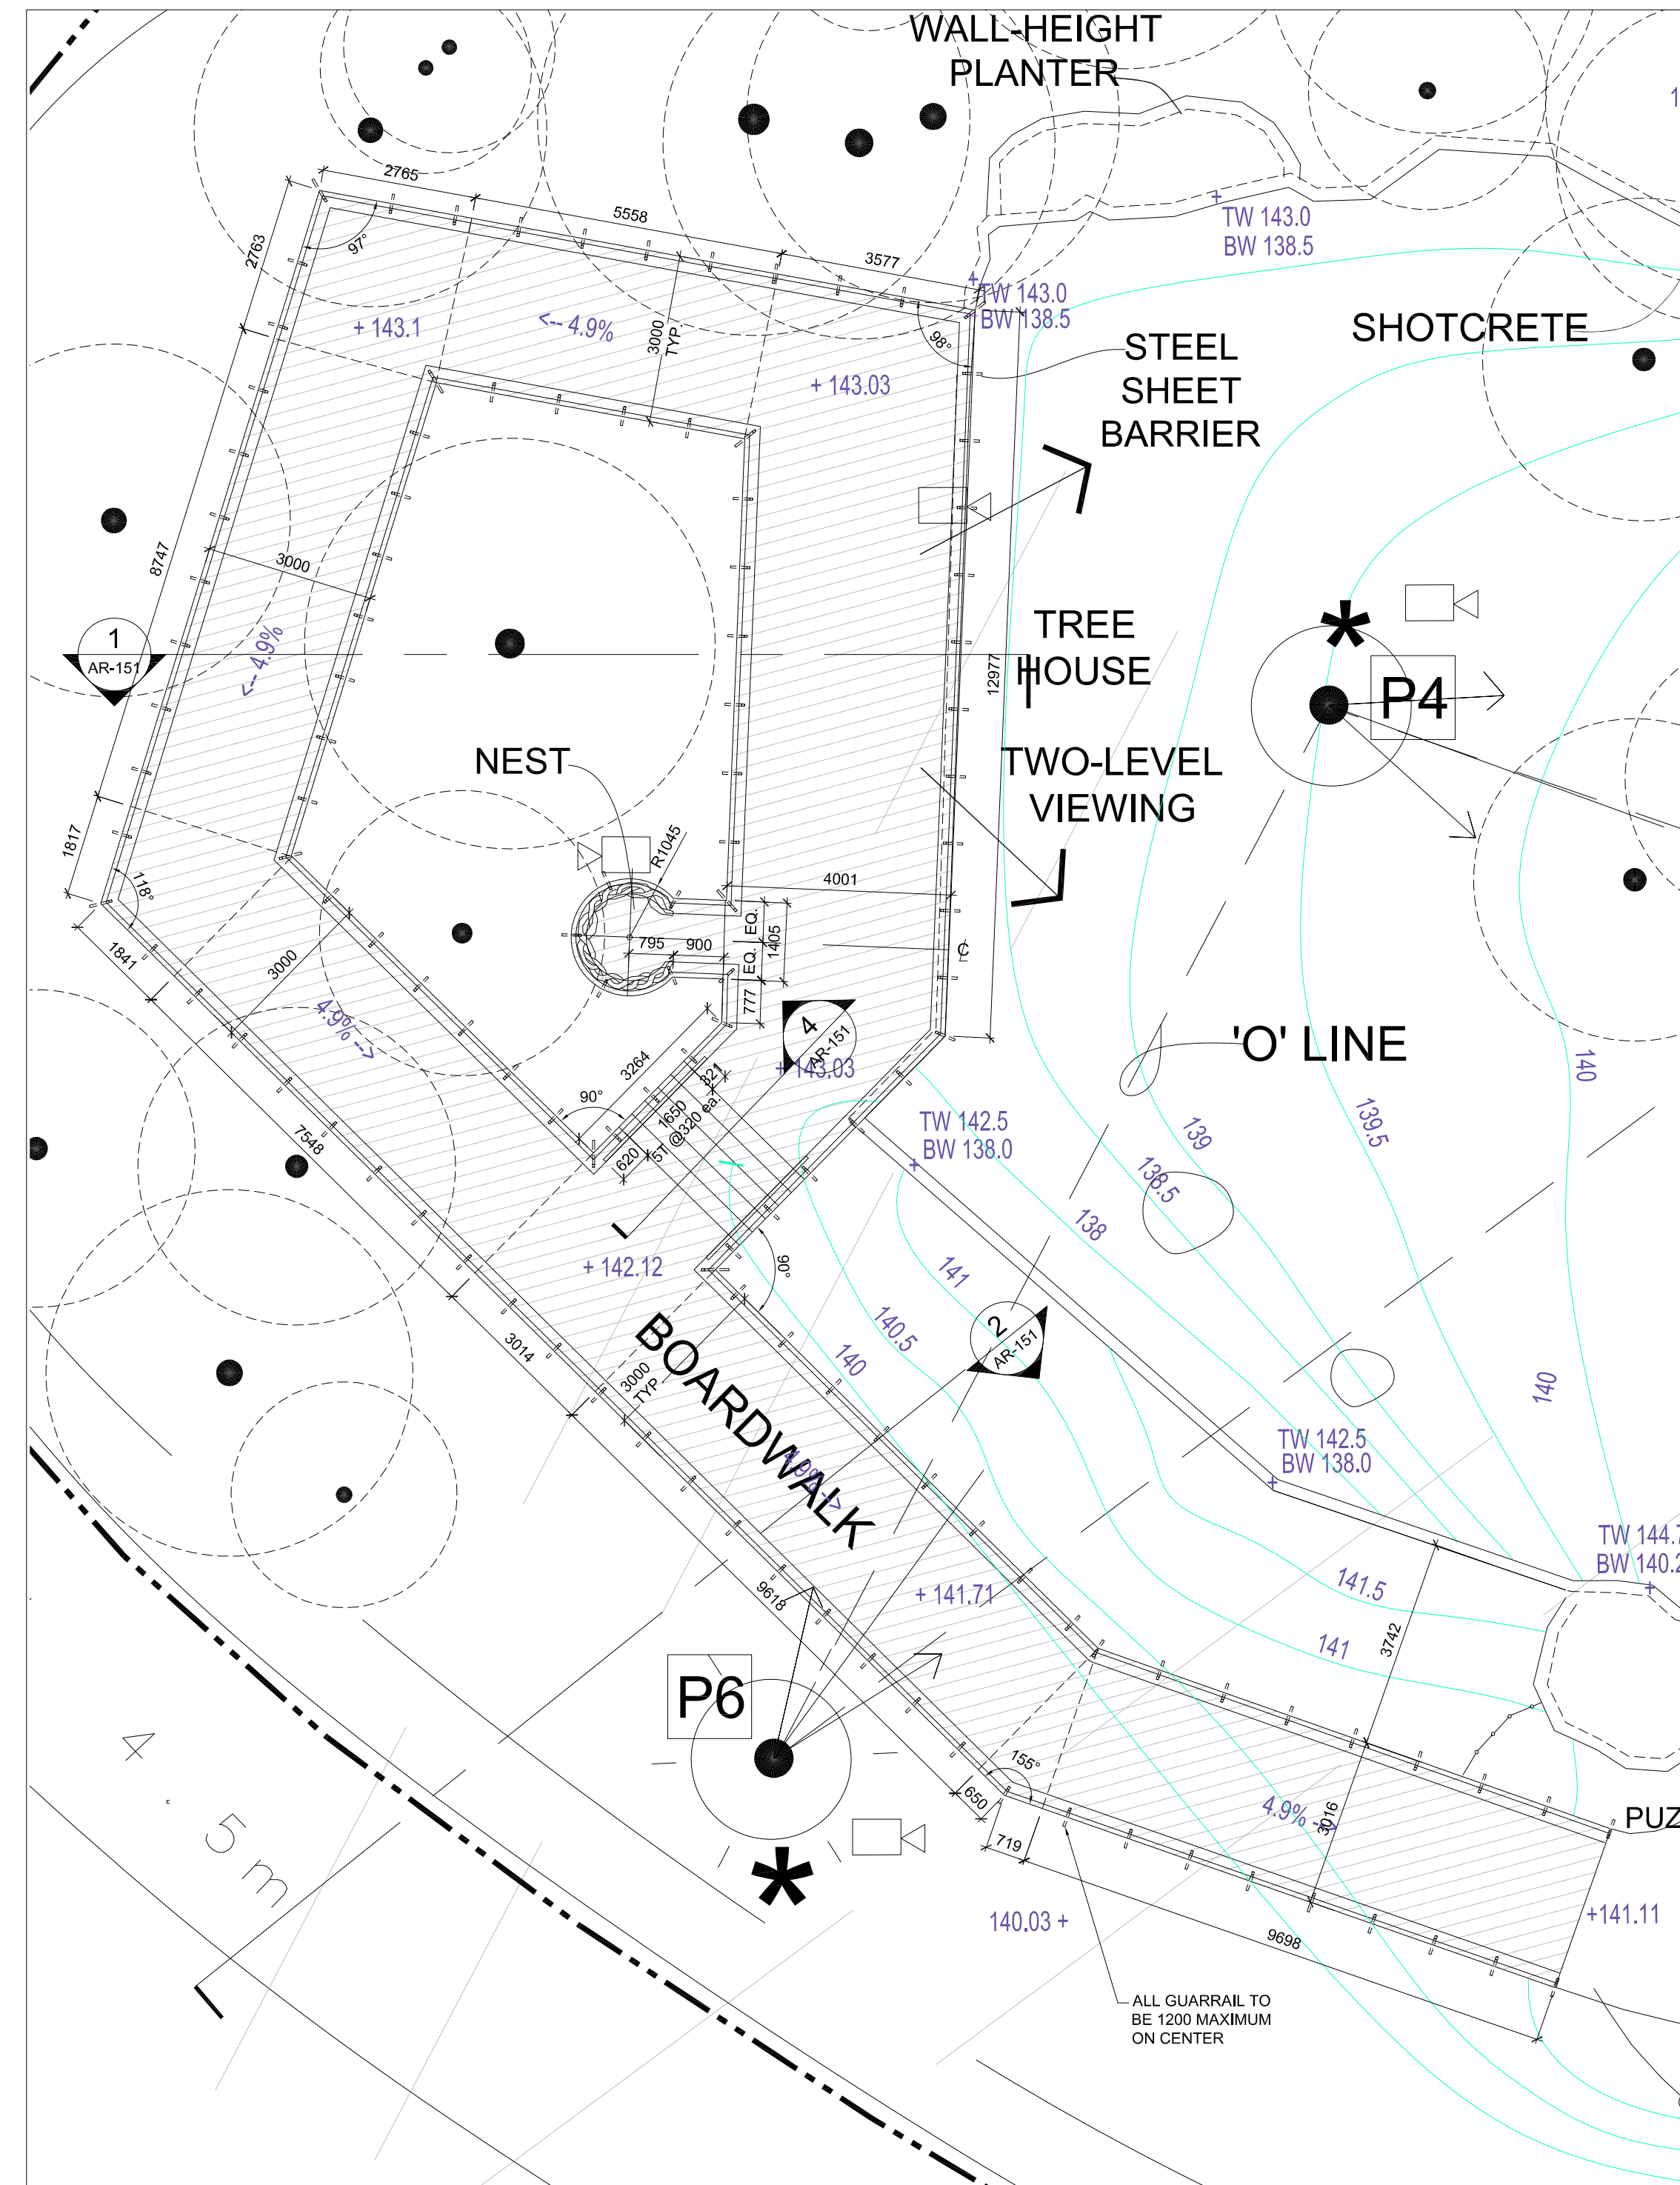 WALL-HEIGHT
PLANTER
2765
5558
3577
2763
97°
TW 143.0
BW 138.5
TW 143.0
BW 138.5
+ 143.1
<-- 4.9%
3000
TYP.
98°
+ 143.03
STEEL
SHEET
BARRIER
SHOTCRETE
8747
3000
1
AR-151
<-- 4.9%
TREE
HOUSE
12977
P4
NEST
TWO-LEVEL
VIEWING
R1045
1817
118°
4001
795
900
EQ.
EQ.
1405
777
1841
3000
4.9% -->
3264
321
1650
5T @320 ea.
620
90°
4
AR-151
+ 143.03
'O' LINE
140
139.5
139
138.5
138
TW 142.5
BW 138.0
7548
+ 142.12
90°
141
140.5
140
2
AR-151
140
3014
3000
TYP.
BOARDWALK
4.9% -->
TW 142.5
BW 138.0
TW 144.7
BW 140.2
9618
+ 141.71
141.5
141
3742
P6
155°
650
719
4.9% -->
3016
PUZ
140.03 +
9698
+141.11
4.5m
ALL GUARRAIL TO
BE 1200 MAXIMUM
ON CENTER